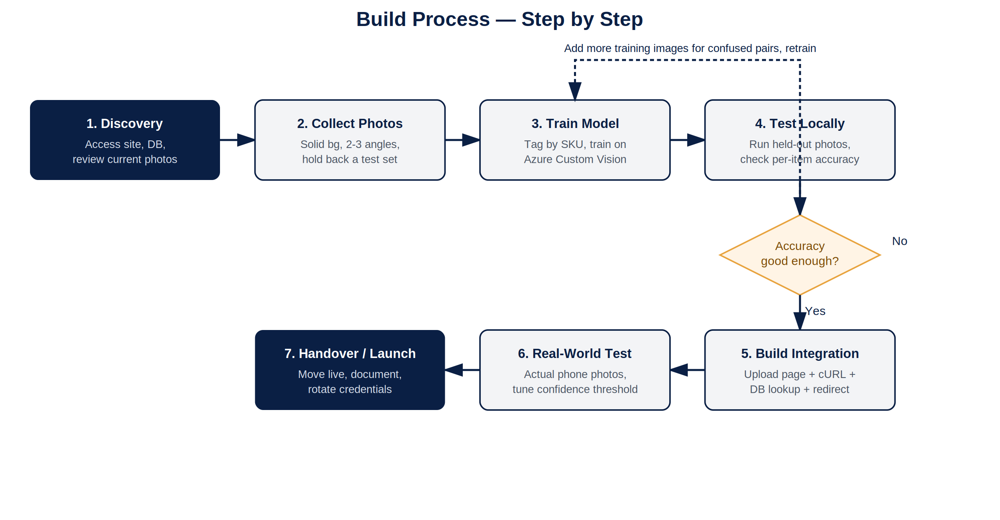 Build Process — Step by Step
Add more training images for confused pairs, retrain
1. Discovery
Access site, DB,
review current photos
2. Collect Photos
Solid bg, 2-3 angles,
hold back a test set
3. Train Model
Tag by SKU, train on
Azure Custom Vision
4. Test Locally
Run held-out photos,
check per-item accuracy
Accuracy
good enough?
No
Yes
5. Build Integration
Upload page + cURL +
DB lookup + redirect
6. Real-World Test
Actual phone photos,
tune confidence threshold
7. Handover / Launch
Move live, document,
rotate credentials